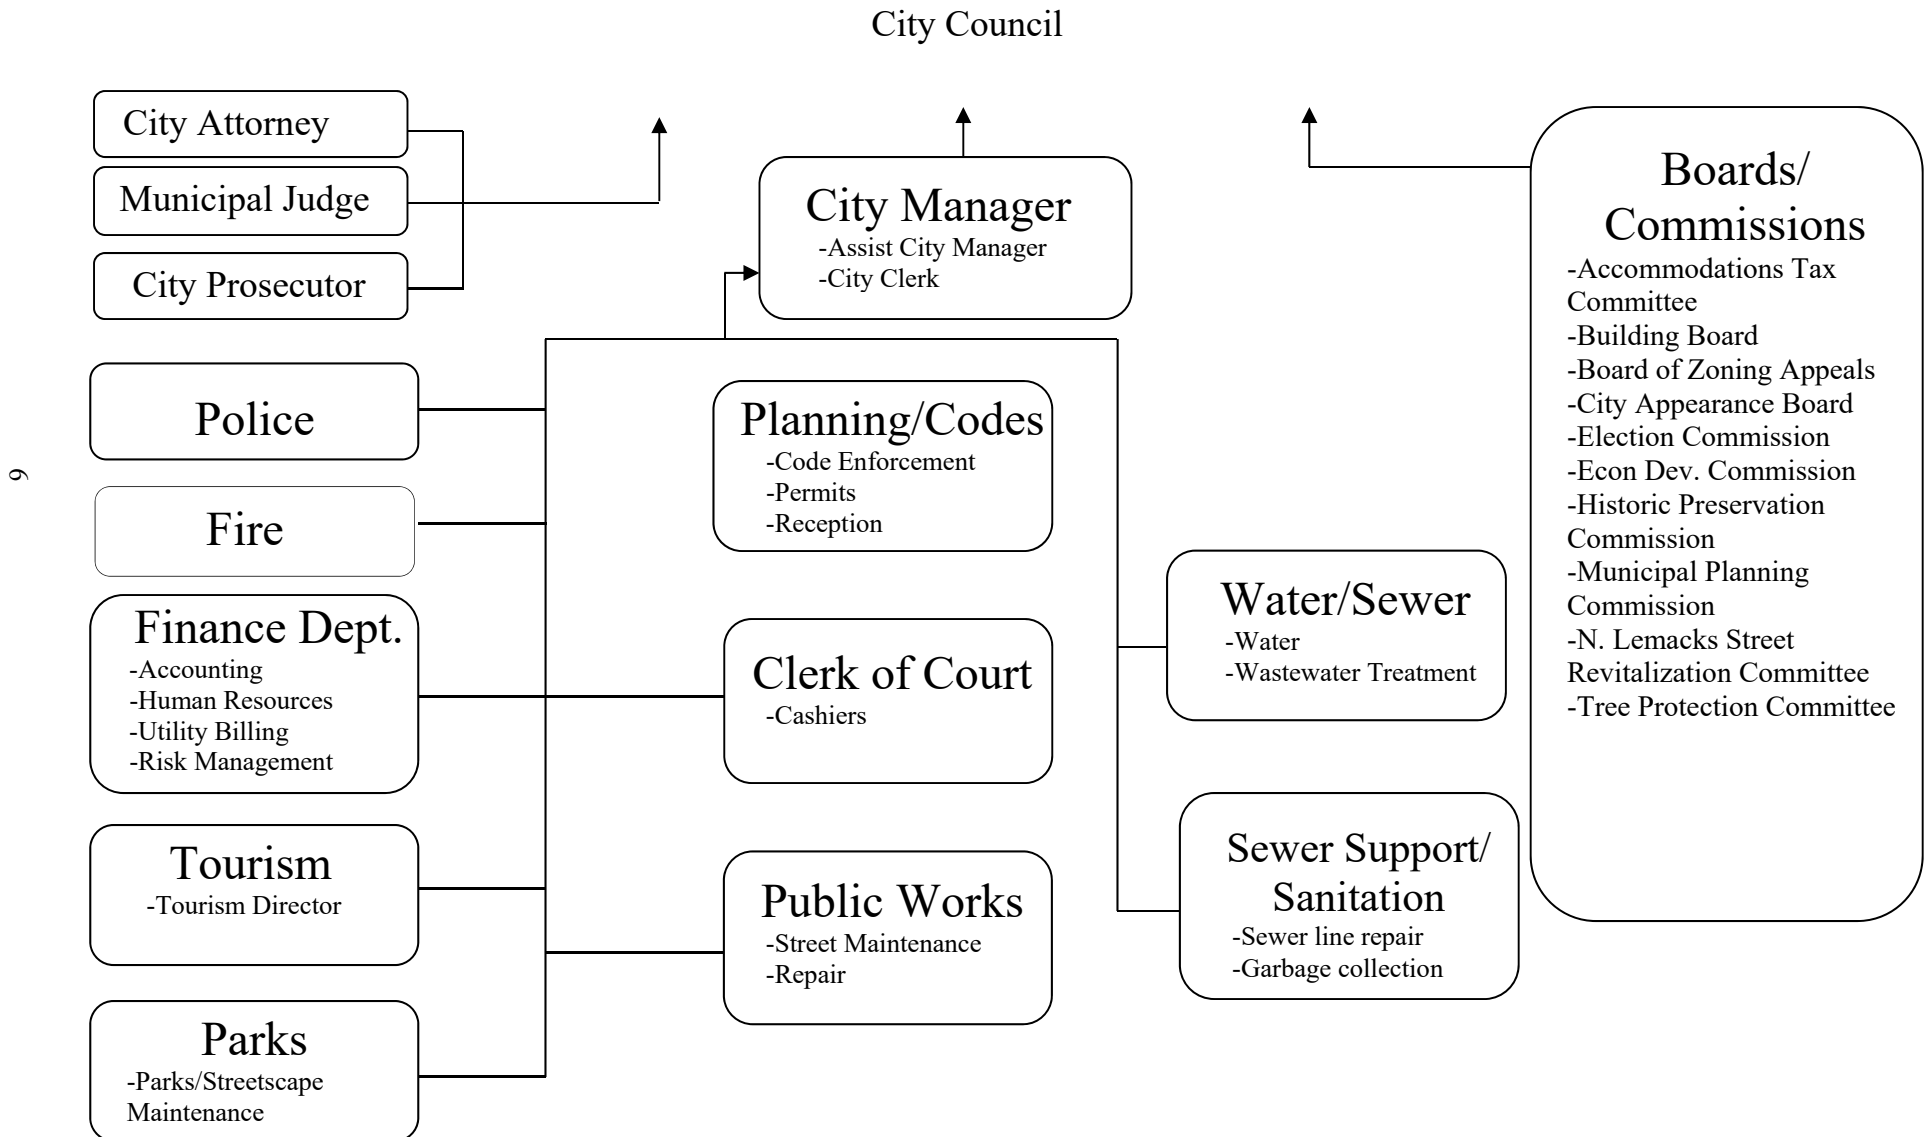 City Council
City Attorney
Municipal Judge
City Prosecutor
City Manager
-Assist City Manager
-City Clerk
Boards/
Commissions
-Accommodations Tax
Committee
-Building Board
-Board of Zoning Appeals
-City Appearance Board
-Election Commission
-Econ Dev. Commission
-Historic Preservation
Commission
-Municipal Planning
Commission
-N. Lemacks Street
Revitalization Committee
-Tree Protection Committee
Police
Fire
Finance Dept.
-Accounting
-Human Resources
-Utility Billing
-Risk Management
Tourism
-Tourism Director
Parks
-Parks/Streetscape
Maintenance
Planning/Codes
-Code Enforcement
-Permits
-Reception
Clerk of Court
-Cashiers
Public Works
-Street Maintenance
-Repair
Water/Sewer
-Water
-Wastewater Treatment
Sewer Support/
Sanitation
-Sewer line repair
-Garbage collection
9